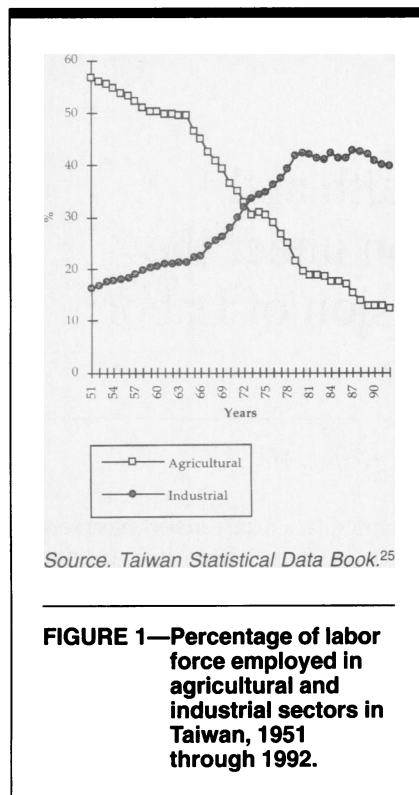 60
50
40
30
20
10
0
%
51
54
57
60
63
66
69
72
75
78
81
84
87
90
Years
Agricultural
Industrial
Source. Taiwan Statistical Data Book.25
FIGURE 1—Percentage of labor
force employed in
agricultural and
industrial sectors in
Taiwan, 1951
through 1992.